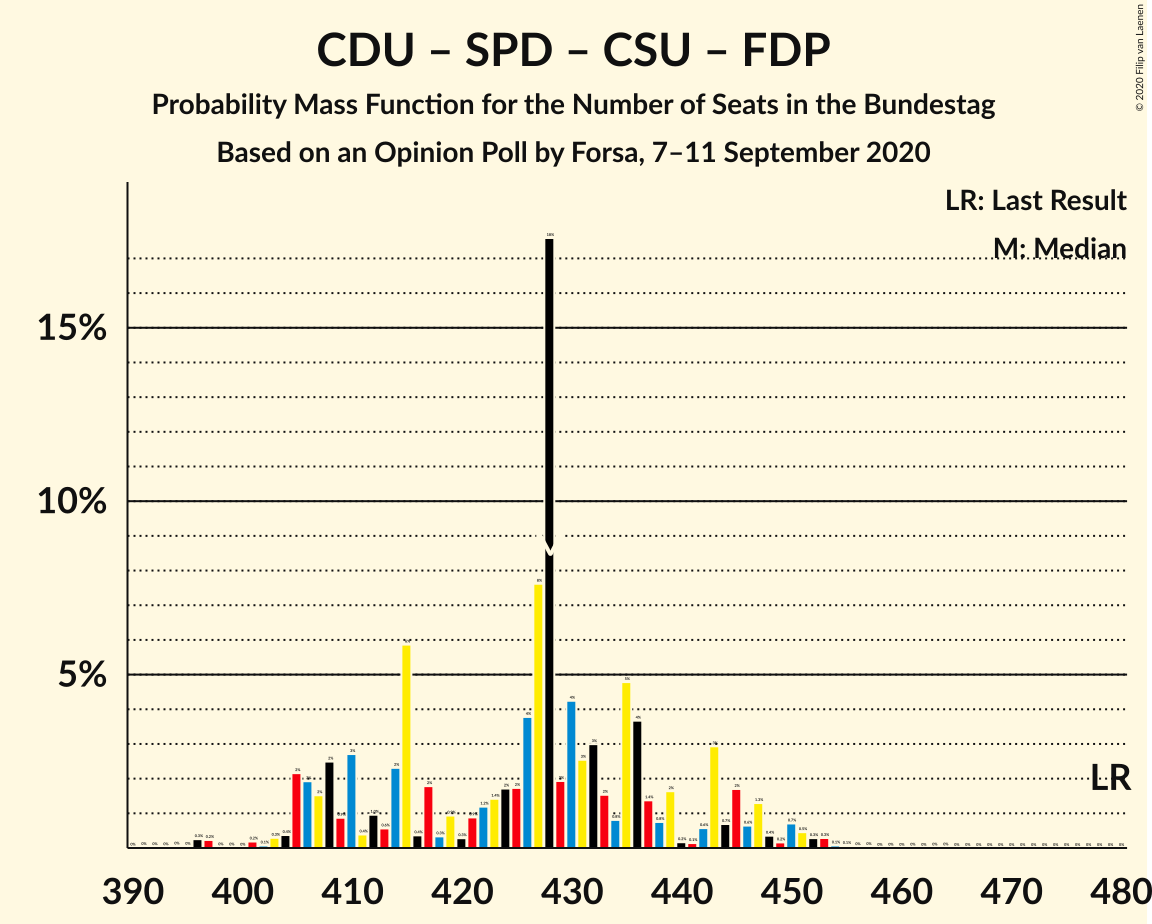 CDU – SPD – CSU – FDP
Probability Mass Function for the Number of Seats in the Bundestag
Based on an Opinion Poll by Forsa, 7–11 September 2020
© 2020 Filip van Laenen
LR: Last Result
M: Median
15%
10%
5%
M
LR
390 400 410 420 430 440 450 460 470 480